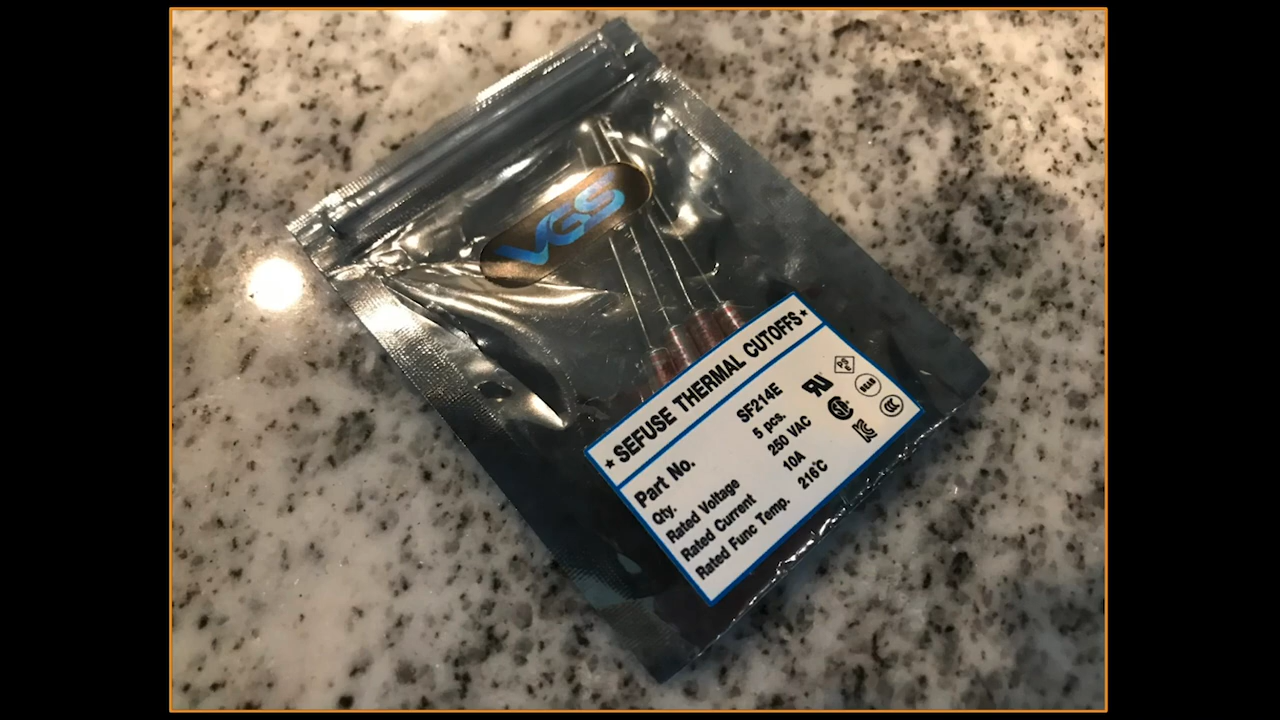 VGS
★ SEFUSE THERMAL CUTOFFS ★
Part No. SF214E
Qty. 5 pcs.
Rated Voltage 250 VAC
Rated Current 10A
Rated Func Temp. 216°C